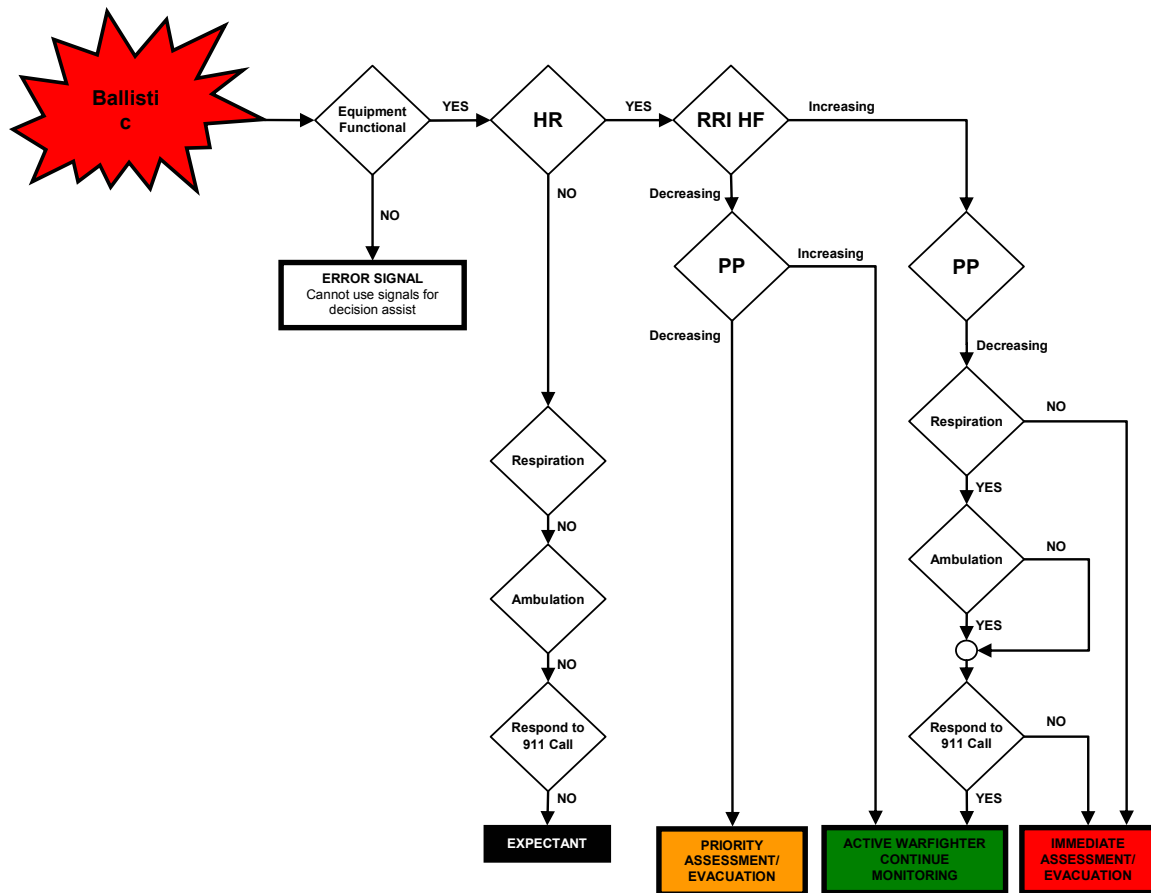 Ballisti
c
Equipment
Functional
YES
HR
YES
RRI HF
Increasing
NO
NO
Decreasing
ERROR SIGNAL
Cannot use signals for
decision assist
PP
Increasing
PP
Decreasing
Decreasing
Respiration
NO
Respiration
YES
NO
Ambulation
NO
Ambulation
YES
NO
Respond to
911 Call
NO
Respond to
911 Call
NO
YES
EXPECTANT
PRIORITY
ASSESSMENT/
EVACUATION
ACTIVE WARFIGHTER
CONTINUE
MONITORING
IMMEDIATE
ASSESSMENT/
EVACUATION